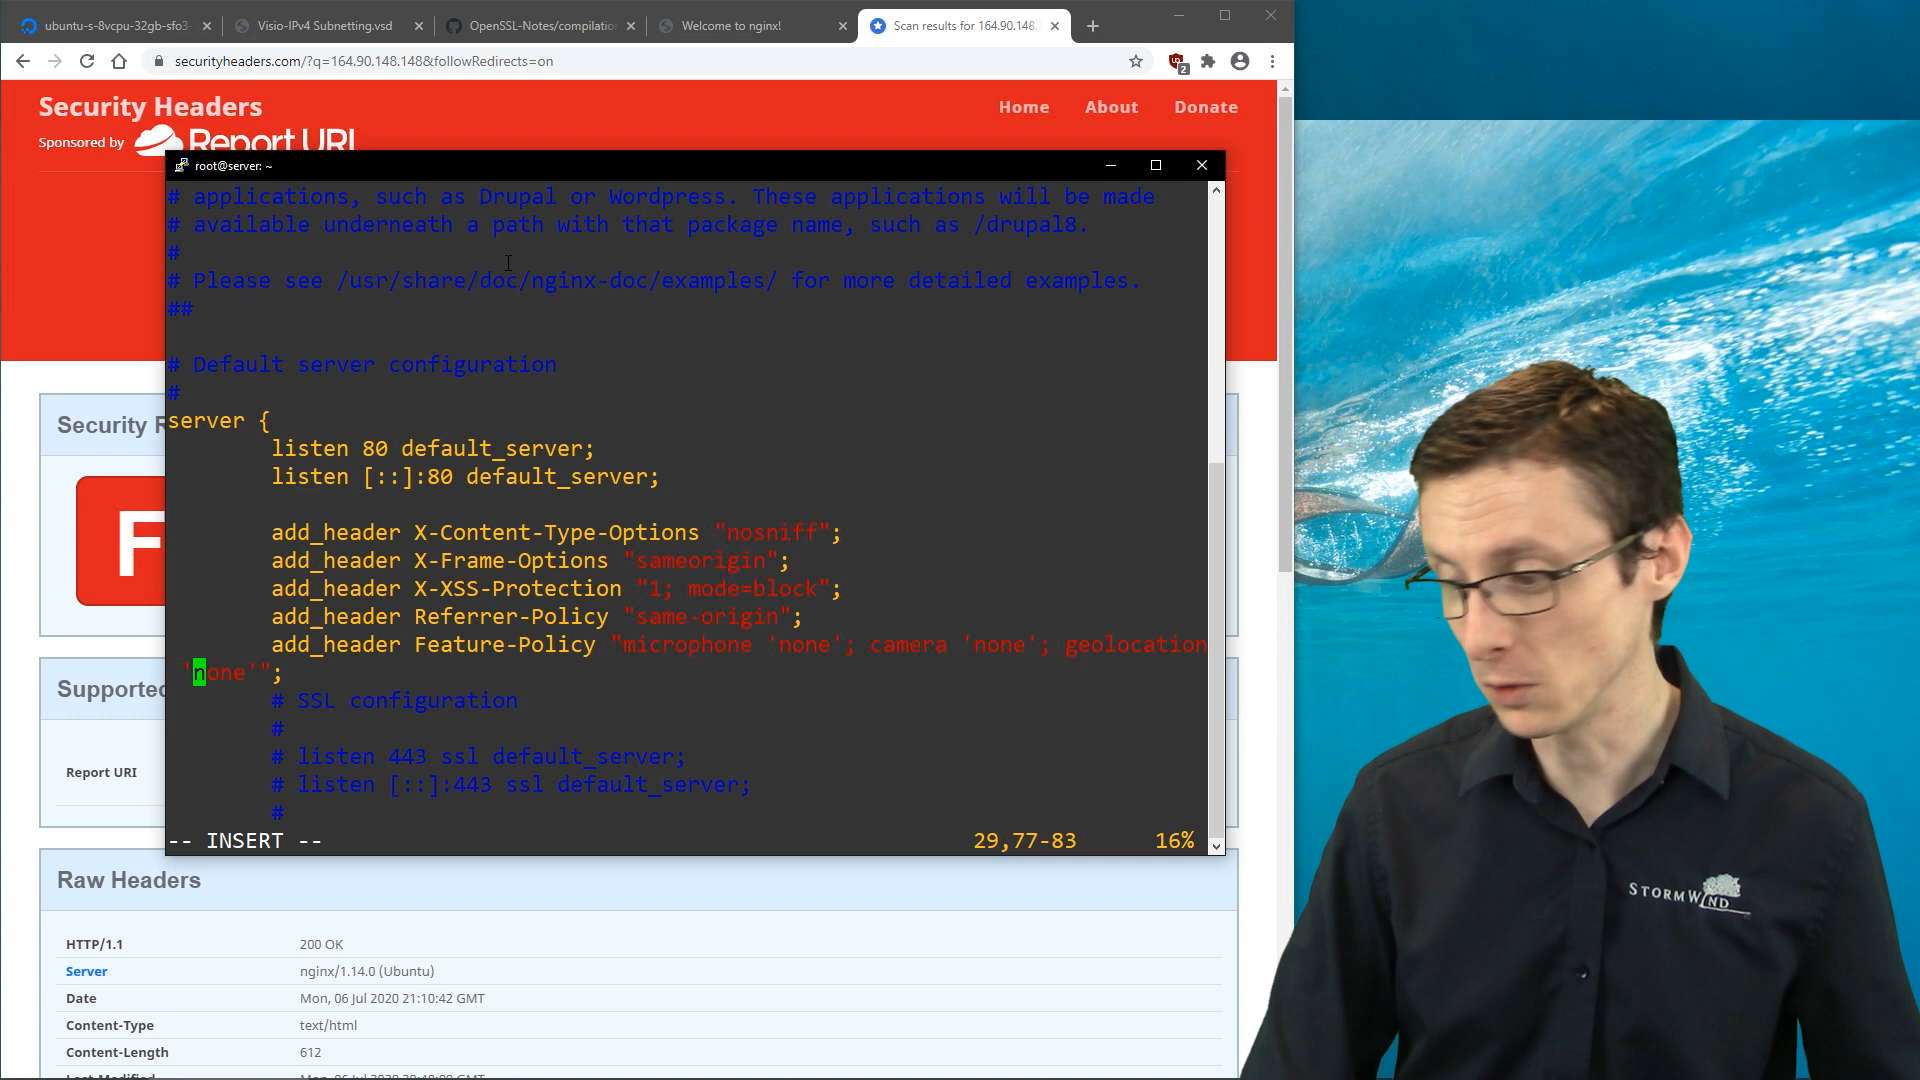 ubuntu-s-8vcpu-32gb-sfo3-
Visio-IPv4 Subnetting.vsd
OpenSSL-Notes/compilatio
Welcome to nginx!
Scan results for 164.90.148.
securityheaders.com/?q=164.90.148.148&followRedirects=on
2
Security Headers
Home About Donate
Sponsored by Report URI
root@server: ~
# applications, such as Drupal or Wordpress. These applications will be made
# available underneath a path with that package name, such as /drupal8.
#
# Please see /usr/share/doc/nginx-doc/examples/ for more detailed examples.
##
# Default server configuration
#
server {
listen 80 default_server;
listen [::]:80 default_server;
add_header X-Content-Type-Options "nosniff";
add_header X-Frame-Options "sameorigin";
add_header X-XSS-Protection "1; mode=block";
add_header Referrer-Policy "same-origin";
add_header Feature-Policy "microphone 'none'; camera 'none'; geolocation
'none'";
# SSL configuration
#
# listen 443 ssl default_server;
# listen [::]:443 ssl default_server;
#
-- INSERT -- 29,77-83 16%
Security R
F
Supported
Report URI
Raw Headers
HTTP/1.1 200 OK
Server nginx/1.14.0 (Ubuntu)
Date Mon, 06 Jul 2020 21:10:42 GMT
Content-Type text/html
Content-Length 612
STORMWIND